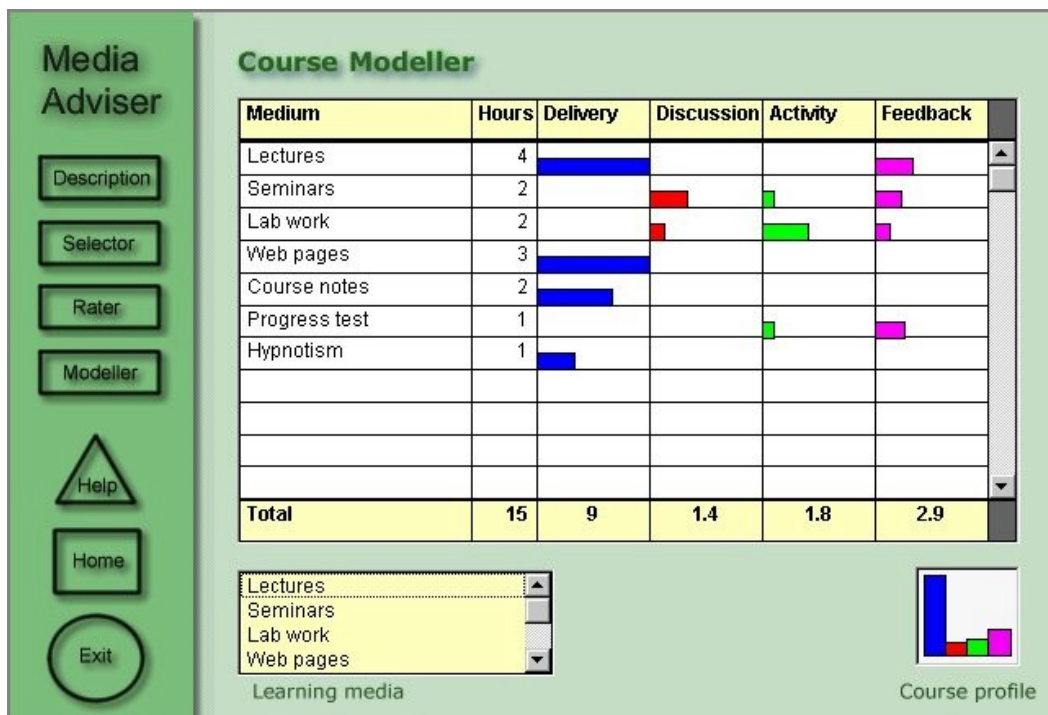 Media
Adviser
Description
Selector
Rater
Modeller
Help
Home
Exit
Course Modeller
Medium Hours Delivery Discussion Activity Feedback
Lectures 4
Seminars 2
Lab work 2
Web pages 3
Course notes 2
Progress test 1
Hypnotism 1
Total 15 9 1.4 1.8 2.9
Lectures
Seminars
Lab work
Web pages
Learning media
Course profile